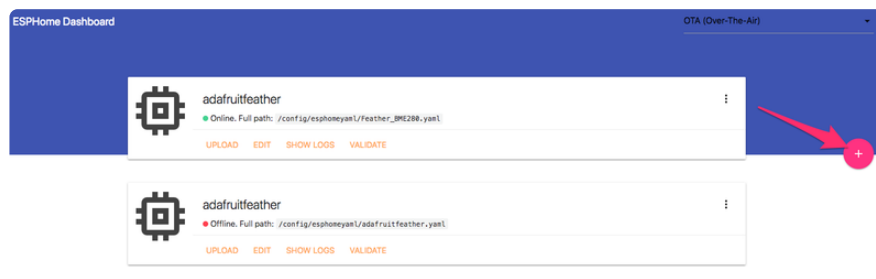 ESPHome Dashboard
OTA (Over-The-Air)
adafruitfeather
Online. Full path: /config/esphomeyaml/Feather_BME280.yaml
UPLOAD EDIT SHOW LOGS VALIDATE
+
adafruitfeather
Offline. Full path: /config/esphomeyaml/adafruitfeather.yaml
UPLOAD EDIT SHOW LOGS VALIDATE